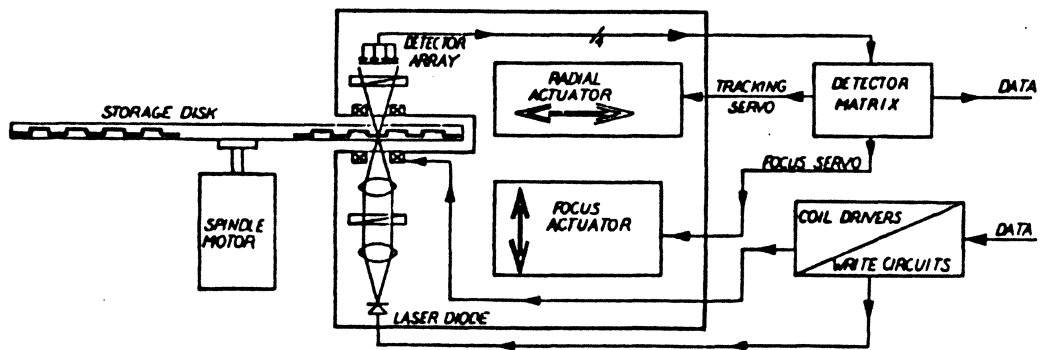 DETECTOR
ARRAY
4
RADIAL
ACTUATOR
TRACKING
SERVO
DETECTOR
MATRIX
DATA
STORAGE DISK
FOCUS SERVO
SPINDLE
MOTOR
FOCUS
ACTUATOR
COIL DRIVERS
WRITE CIRCUITS
DATA
LASER DIODE